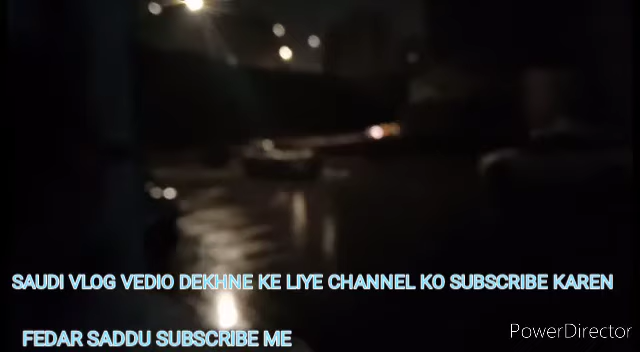 SAUDI VLOG VEDIO DEKHNE KE LIYE CHANNEL KO SUBSCRIBE KAREN
FEDAR SADDU SUBSCRIBE ME
PowerDirector